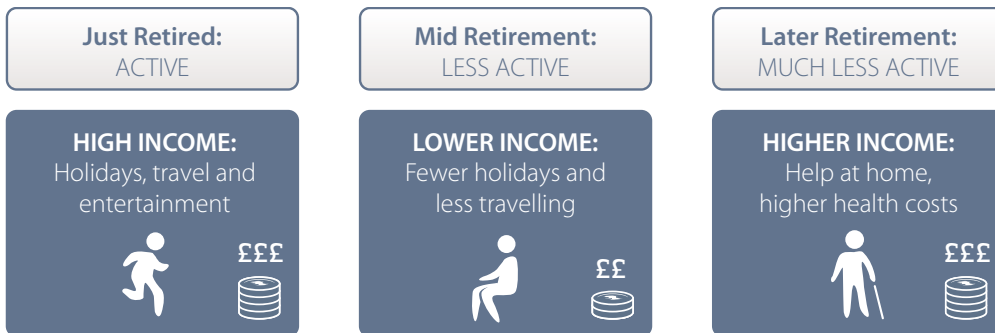 Just Retired:
ACTIVE
HIGH INCOME:
Holidays, travel and
entertainment
£££
Mid Retirement:
LESS ACTIVE
LOWER INCOME:
Fewer holidays and
less travelling
££
Later Retirement:
MUCH LESS ACTIVE
HIGHER INCOME:
Help at home,
higher health costs
£££